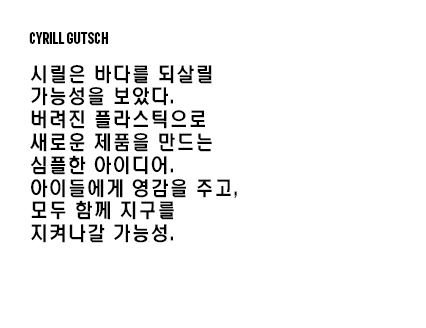 CYRILL GUTSCH
시릴은 바다를 되살릴
가능성을 보았다.
버려진 플라스틱으로
새로운 제품을 만드는
심플한 아이디어.
아이들에게 영감을 주고,
모두 함께 지구를
지켜나갈 가능성.